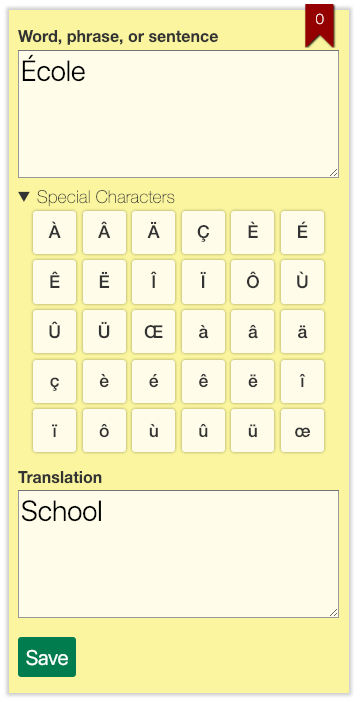 0
Word, phrase, or sentence
École
▼ Special Characters
À Â Ä Ç È É
Ê Ë Î Ï Ô Ù
Û Ü Œ à â ä
ç è é ê ë î
ï ô ù û ü œ
Translation
School
Save